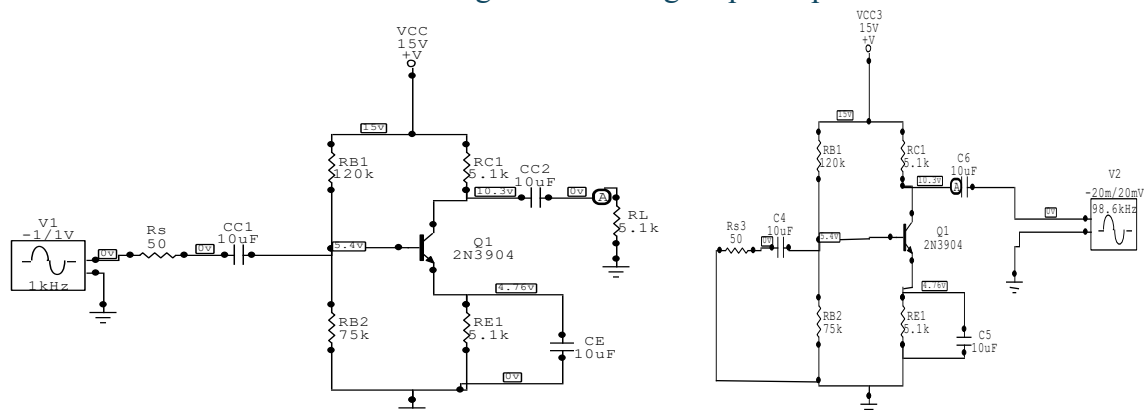 VCC
15V
+V
15V
RB1
120k
RC1
5.1k
CC2
10uF
10.3V
0V
A
RL
5.1k
V1
-1/1V
1kHz
0V
Rs
50
0V
CC1
10uF
5.4V
Q1
2N3904
4.76V
RB2
75k
RE1
5.1k
CE
10uF
0V
VCC3
15V
+V
15V
RB1
120k
RC1
5.1k
C6
10uF
10.3V
A
V2
-20m/20mV
98.6kHz
0V
Rs3
50
0V
C4
10uF
5.4V
Q1
2N3904
4.76V
RB2
75k
RE1
5.1k
C5
10uF